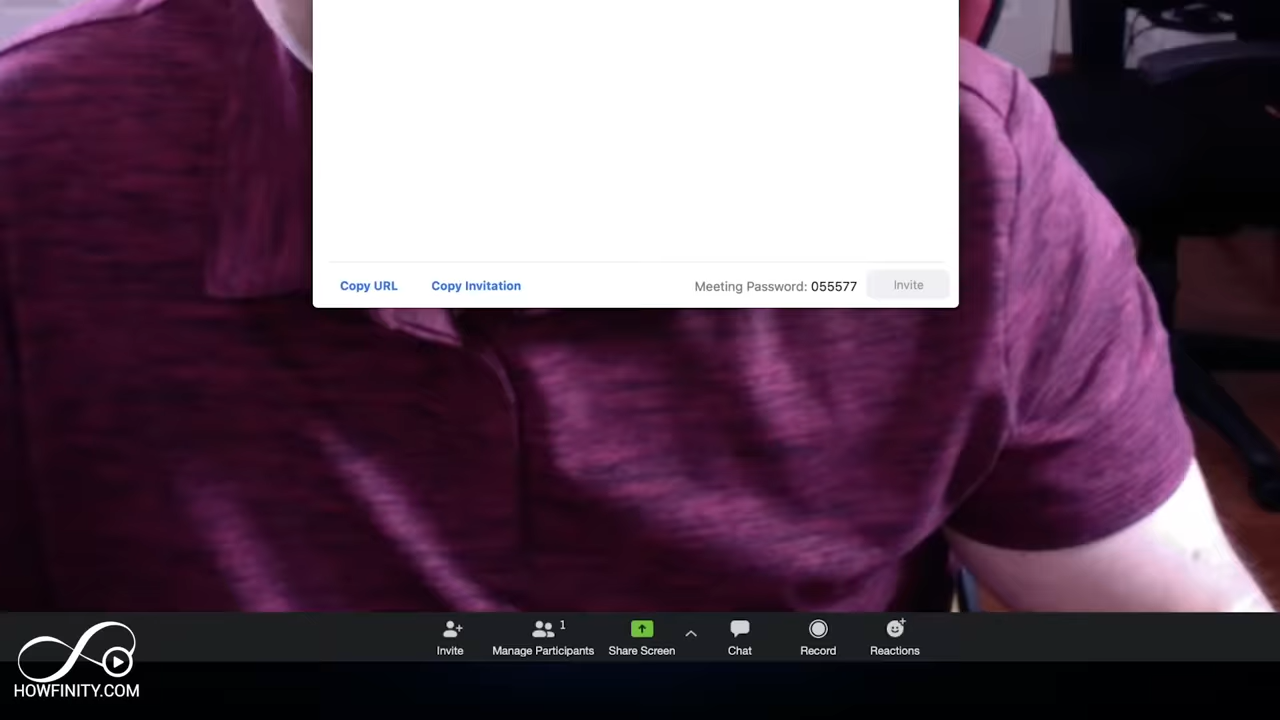 Copy URL Copy Invitation Meeting Password: 055577 Invite
1
Invite Manage Participants Share Screen Chat Record Reactions
HOWFINITY.COM